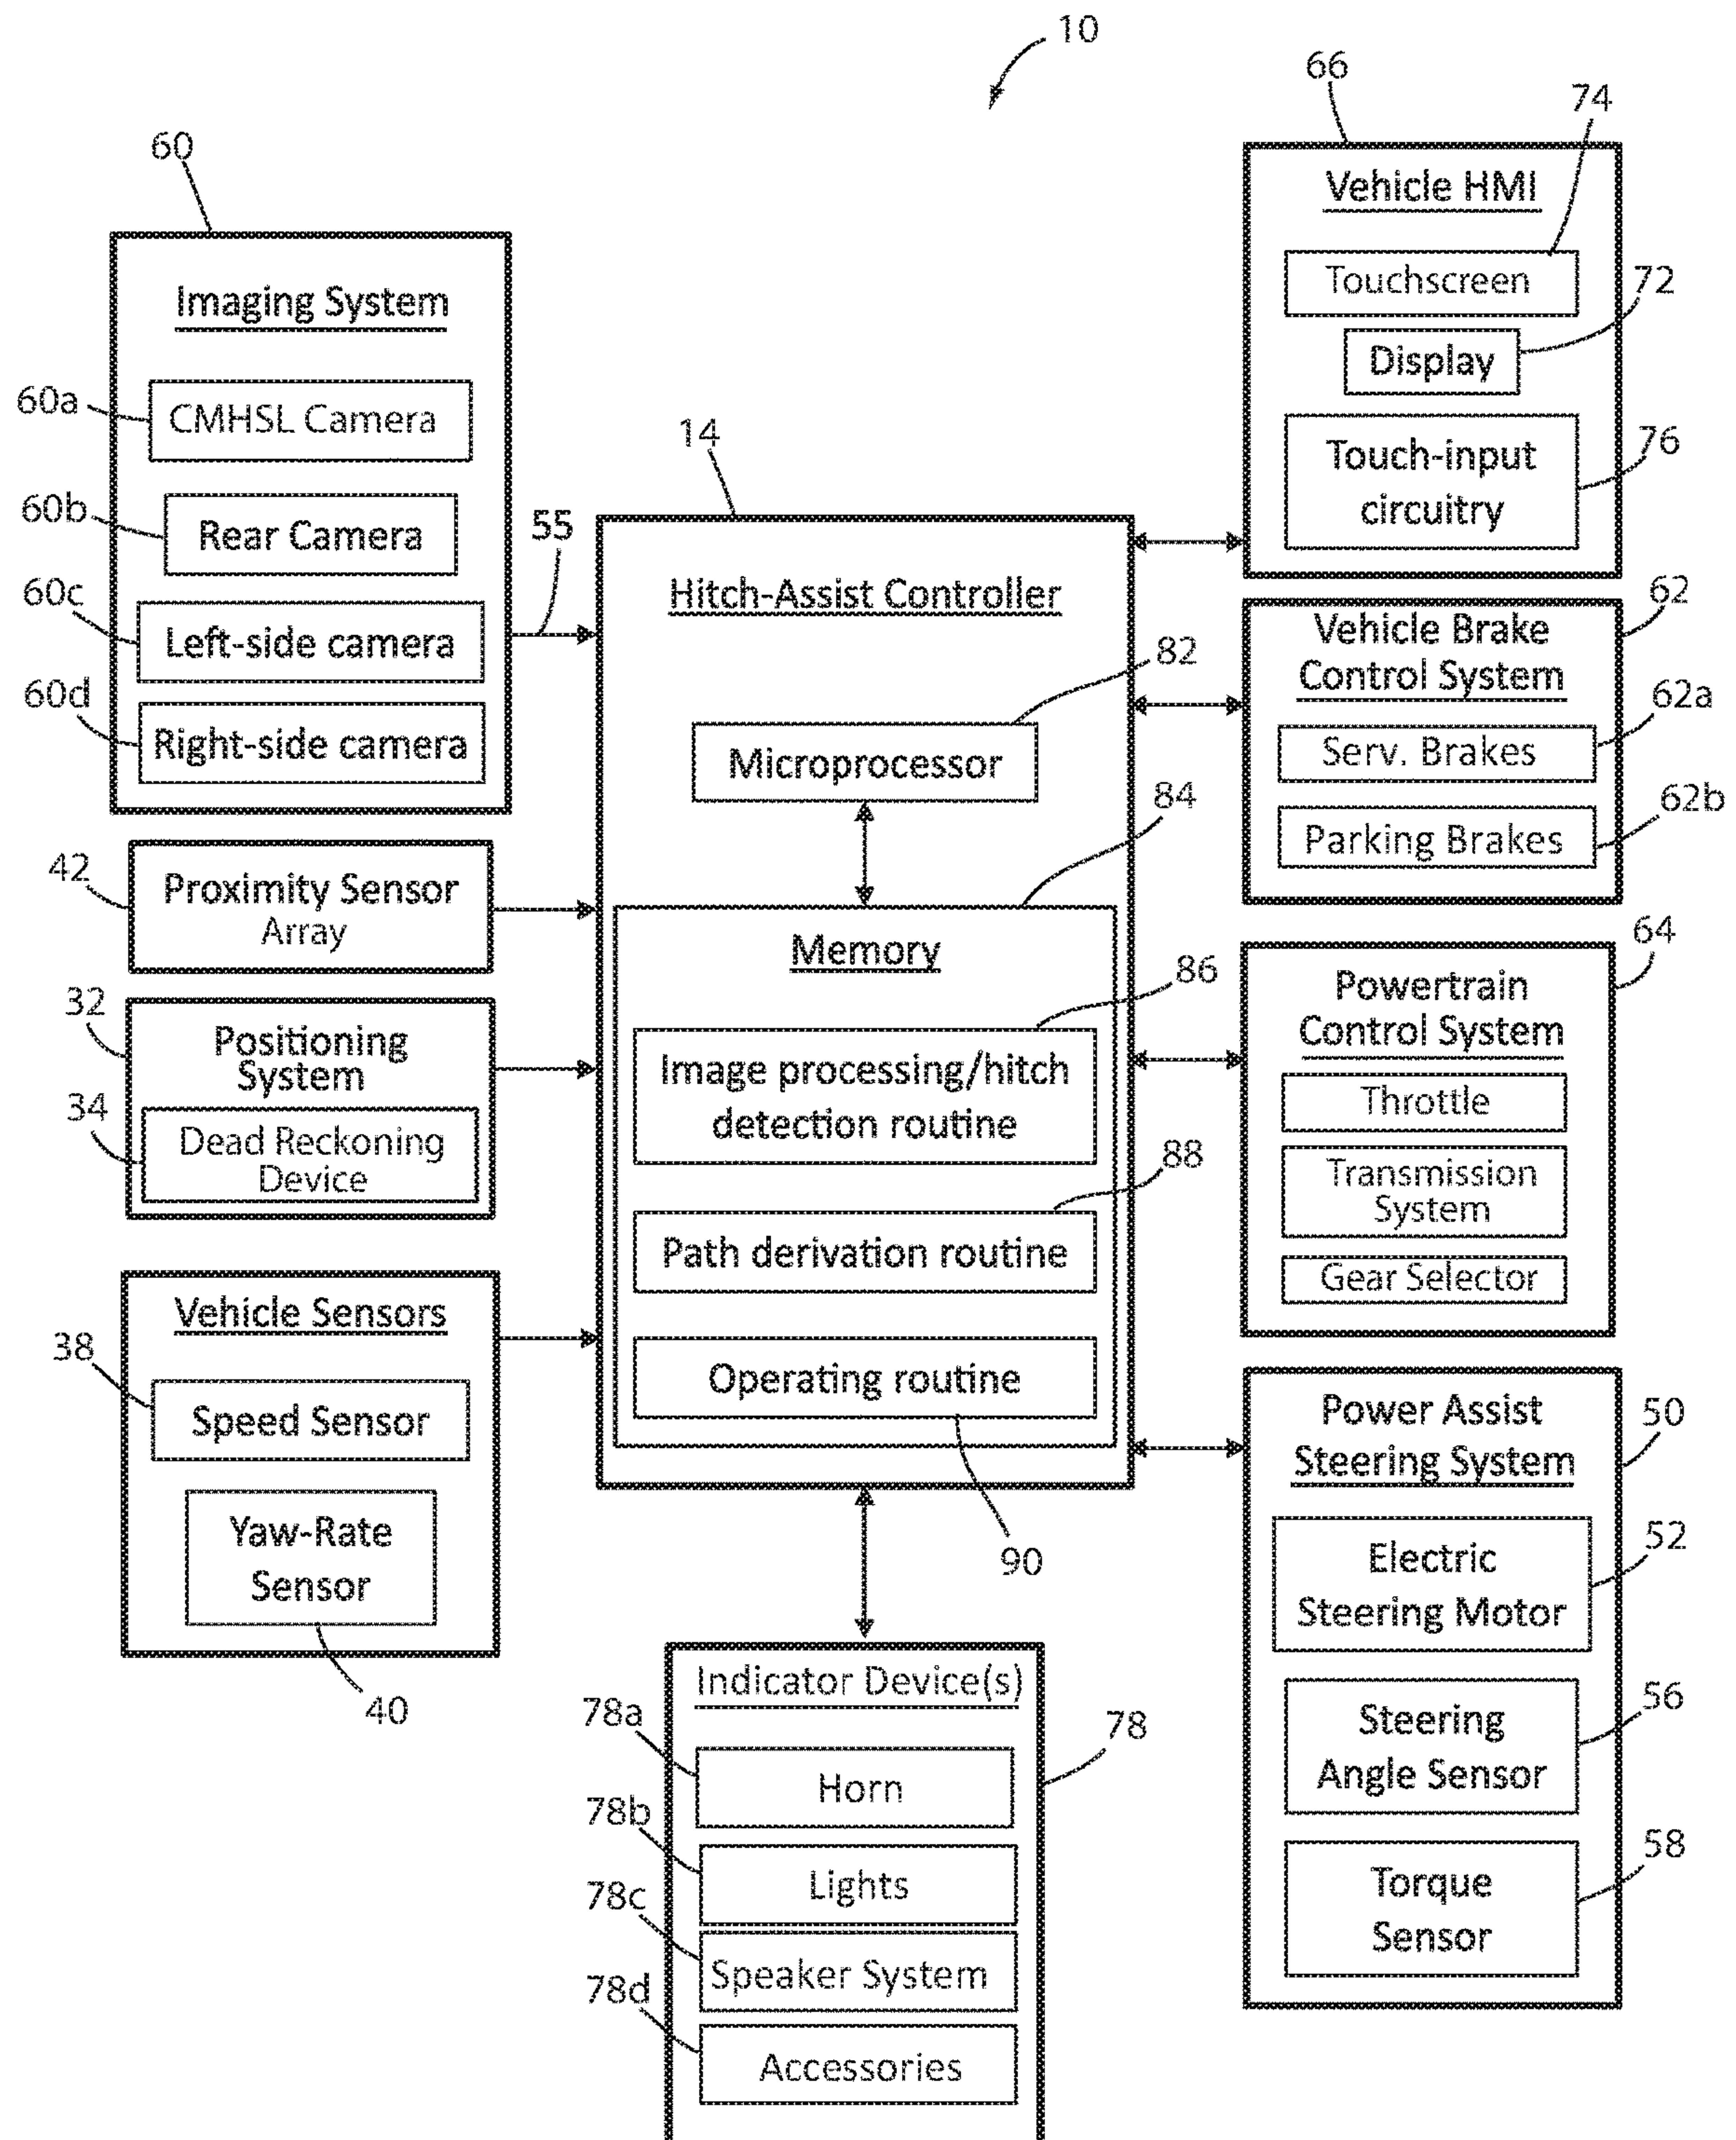 10
60
Imaging System
60a
CMHSL Camera
60b
Rear Camera
60c
Left-side camera
60d
Right-side camera
55
42
Proximity Sensor
Array
32
Positioning
System
34
Dead Reckoning
Device
Vehicle Sensors
38
Speed Sensor
Yaw-Rate
Sensor
40
14
Hitch-Assist Controller
82
Microprocessor
84
Memory
86
Image processing/hitch
detection routine
88
Path derivation routine
Operating routine
90
Indicator Device(s)
78
78a
Horn
78b
Lights
78c
Speaker System
78d
Accessories
66
74
Vehicle HMI
Touchscreen
72
Display
76
Touch-input
circuitry
62
Vehicle Brake
Control System
62a
Serv. Brakes
62b
Parking Brakes
64
Powertrain
Control System
Throttle
Transmission
System
Gear Selector
50
Power Assist
Steering System
52
Electric
Steering Motor
56
Steering
Angle Sensor
58
Torque
Sensor